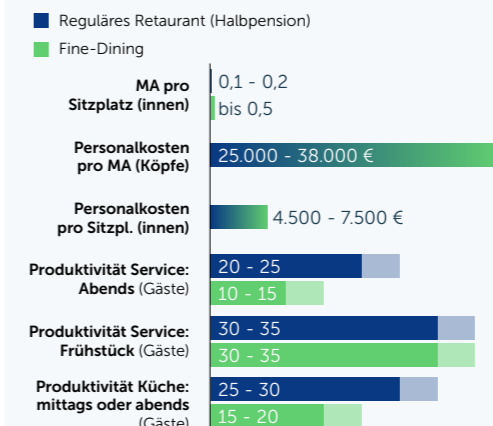 Reguläres Retaurant (Halbpension)
Fine-Dining
MA pro
Sitzplatz (innen)
0,1 - 0,2
bis 0,5
Personalkosten
pro MA (Köpfe)
25.000 - 38.000 €
Personalkosten
pro Sitzpl. (innen)
4.500 - 7.500 €
Produktivität Service:
Abends (Gäste)
20 - 25
10 - 15
Produktivität Service:
Frühstück (Gäste)
30 - 35
30 - 35
Produktivität Küche:
mittags oder abends
(Gäste)
25 - 30
15 - 20